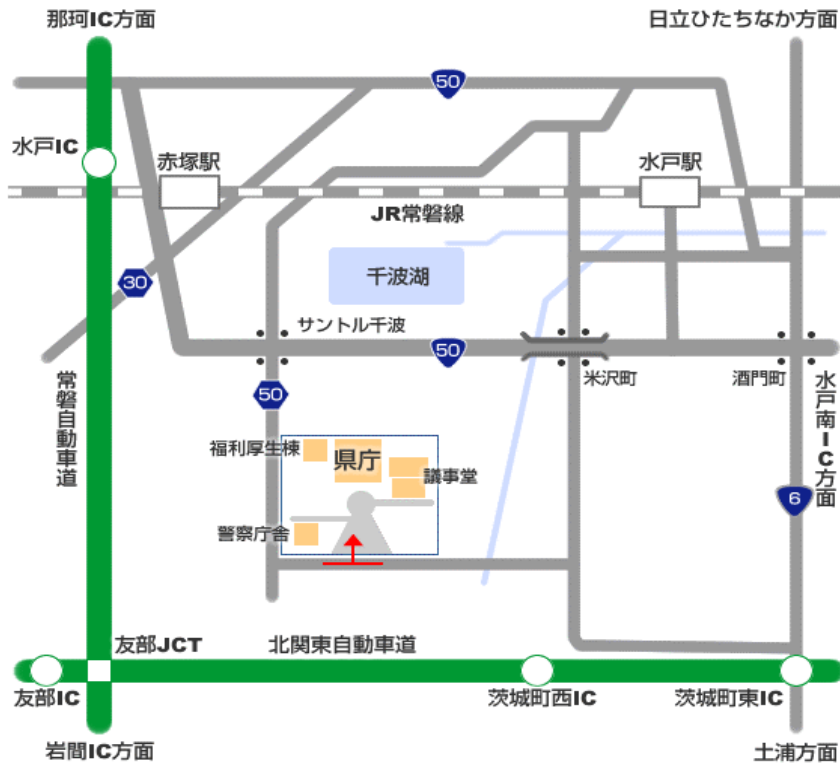 那珂IC方面
日立ひたちなか方面
50
水戸IC
赤塚駅
水戸駅
JR常磐線
30
千波湖
サントル千波
50
米沢町
酒門町
常磐自動車道
水戸南IC方面
50
福利厚生棟
県庁
議事堂
6
警察庁舎
友部JCT
北関東自動車道
友部IC
茨城町西IC
茨城町東IC
岩間IC方面
土浦方面